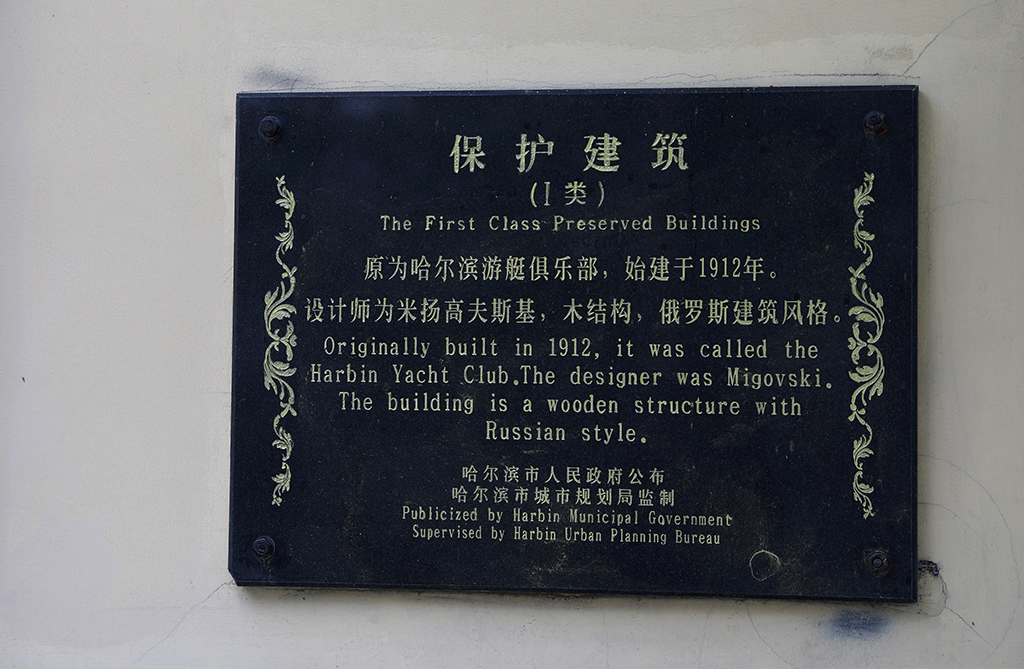 保护建筑
(I类)
The First Class Preserved Buildings
原为哈尔滨游艇俱乐部，始建于1912年。
设计师为米扬高夫斯基，木结构，俄罗斯建筑风格。
Originally built in 1912, it was called the
Harbin Yacht Club.The designer was Migovski.
The building is a wooden structure with
Russian style.
哈尔滨市人民政府公布
哈尔滨市城市规划局监制
Publicized by Harbin Municipal Government
Supervised by Harbin Urban Planning Bureau